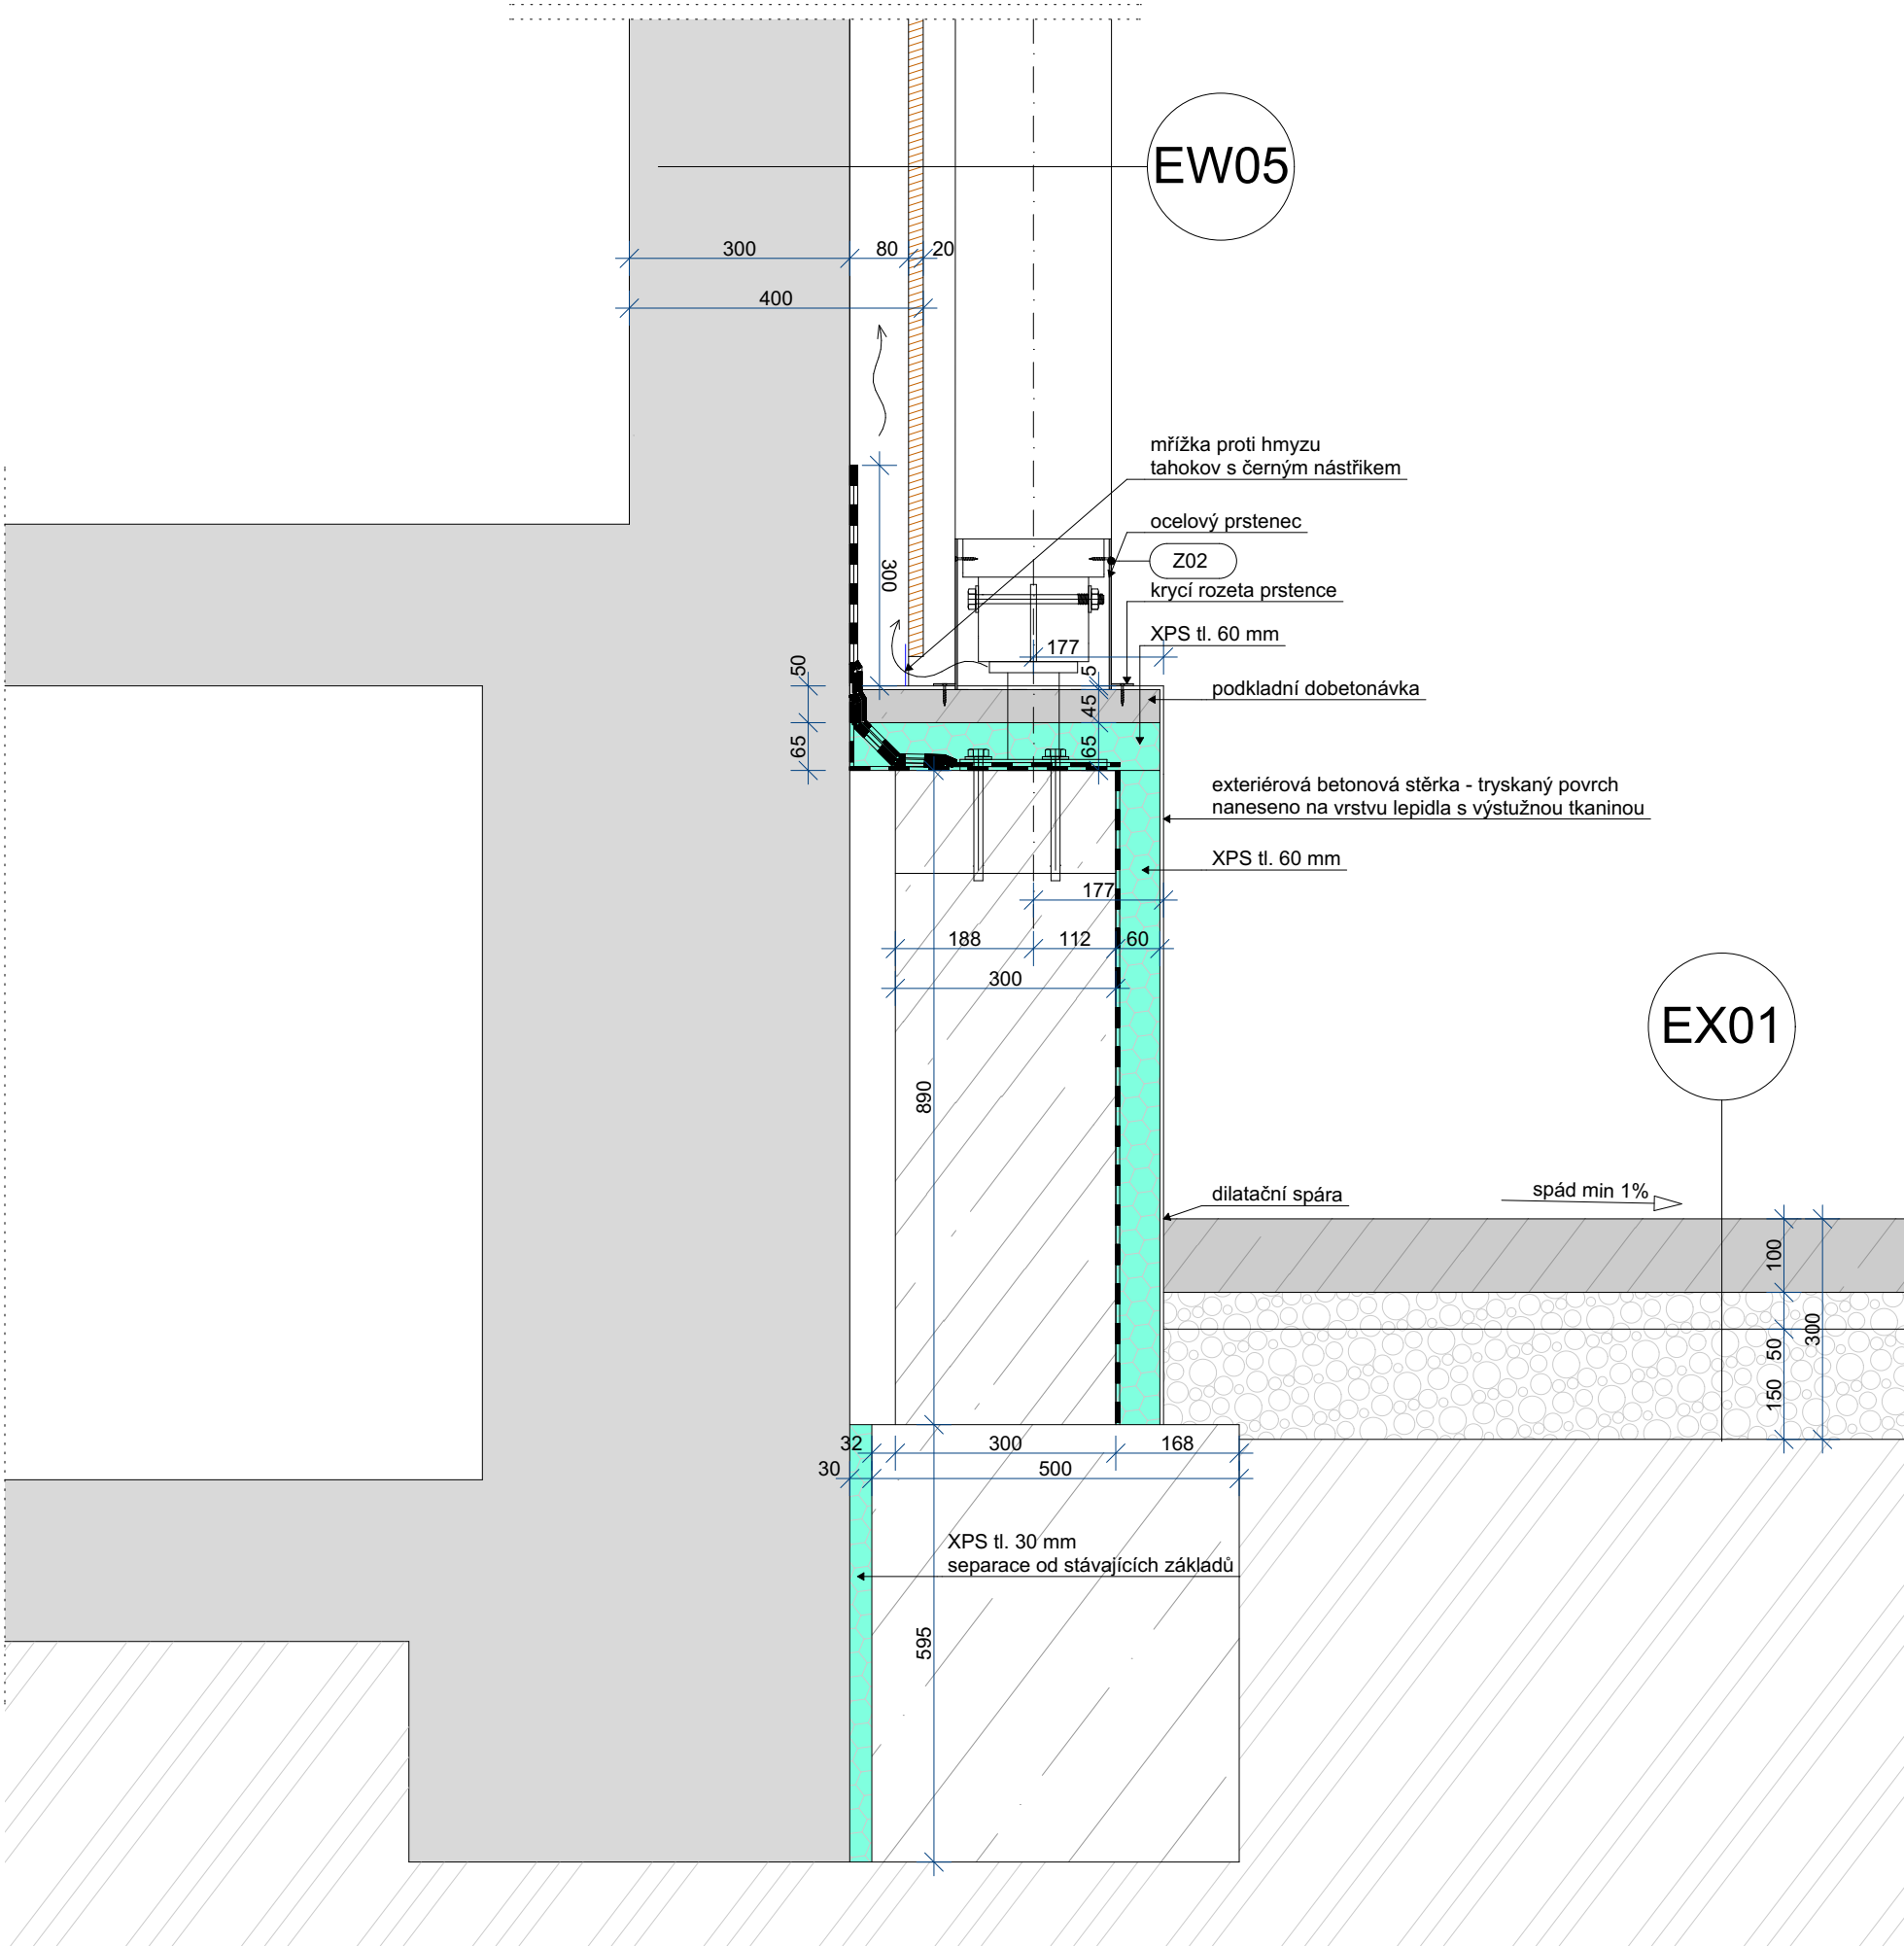 EW05
300
80
20
400
mřížka proti hmyzu
tahokov s černým nástřikem
ocelový prstenec
Z02
krycí rozeta prstence
300
XPS tl. 60 mm
177
50
5
podkladní dobetonávka
45
65
65
exteriérová betonová stěrka - tryskaný povrch
naneseno na vrstvu lepidla s výstužnou tkaninou
XPS tl. 60 mm
177
188
112
60
300
EX01
890
dilatační spára
spád min 1%
100
300
50
150
32
300
168
30
500
XPS tl. 30 mm
separace od stávajících základů
595